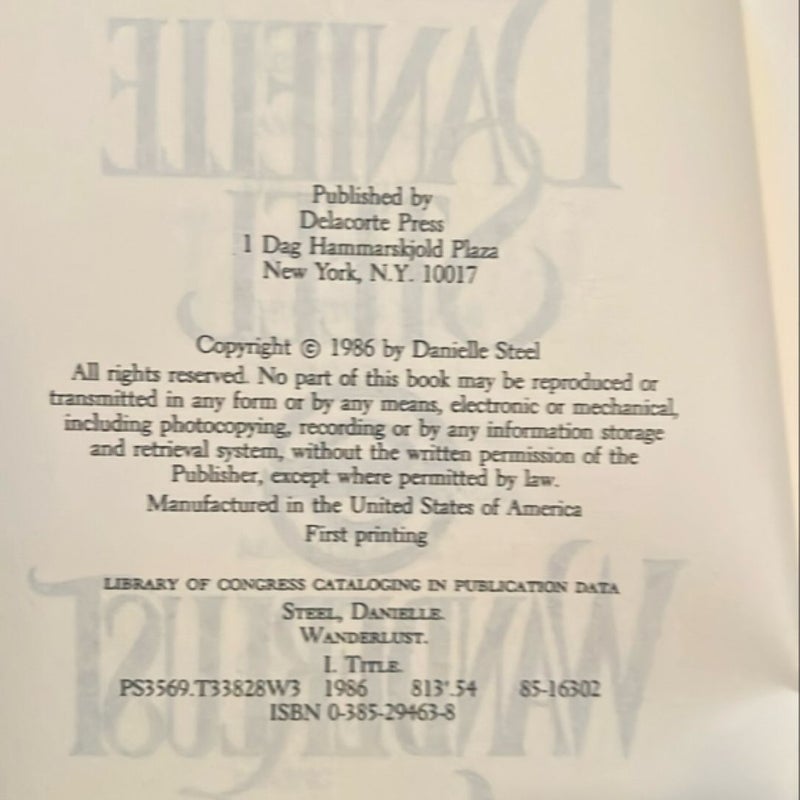 DANIELLE
STEEL
Published by
Delacorte Press
1 Dag Hammarskjold Plaza
New York, N.Y. 10017
Copyright © 1986 by Danielle Steel
All rights reserved. No part of this book may be reproduced or
transmitted in any form or by any means, electronic or mechanical,
including photocopying, recording or by any information storage
and retrieval system, without the written permission of the
Publisher, except where permitted by law.
Manufactured in the United States of America
First printing
LIBRARY OF CONGRESS CATALOGING IN PUBLICATION DATA
STEEL, DANIELLE.
WANDERLUST.
I. TITLE.
PS3569.T33828W3 1986 813'.54 85-16302
ISBN 0-385-29463-8
WANDERLUST